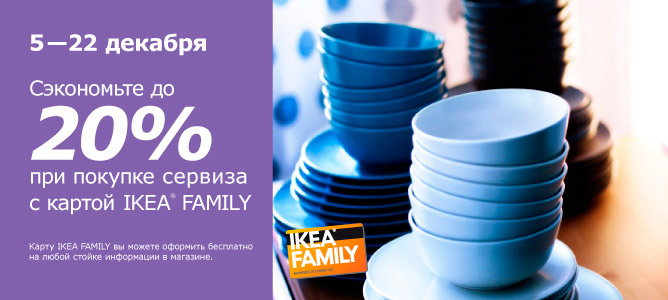 5—22 декабря
Сэкономьте до
20%
при покупке сервиза
с картой IKEA® FAMILY
Карту IKEA FAMILY вы можете оформить бесплатно
на любой стойке информации в магазине.
IKEA®
FAMILY